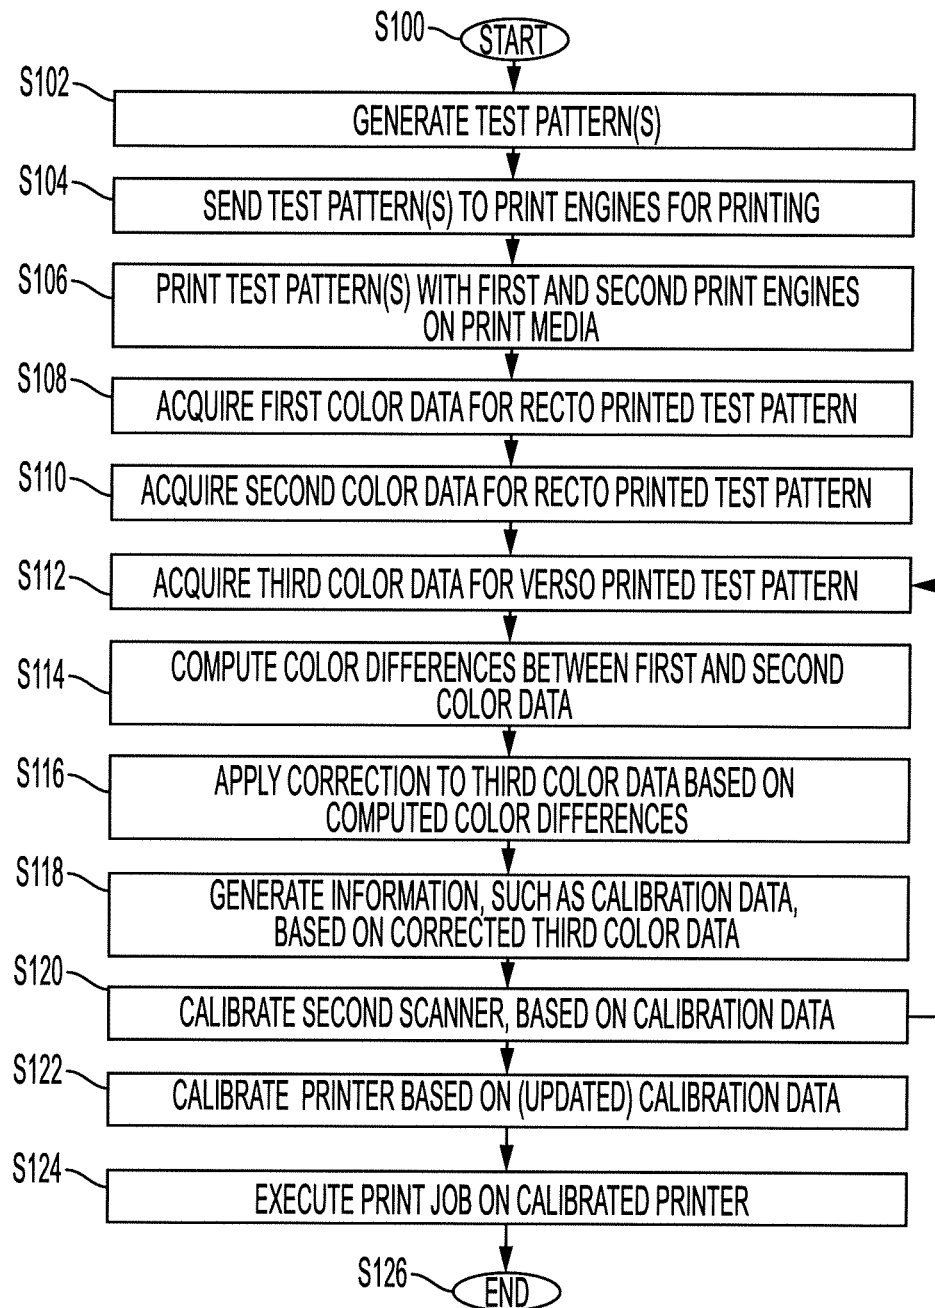 S100
START
S102
GENERATE TEST PATTERN(S)
S104
SEND TEST PATTERN(S) TO PRINT ENGINES FOR PRINTING
S106
PRINT TEST PATTERN(S) WITH FIRST AND SECOND PRINT ENGINES
ON PRINT MEDIA
S108
ACQUIRE FIRST COLOR DATA FOR RECTO PRINTED TEST PATTERN
S110
ACQUIRE SECOND COLOR DATA FOR RECTO PRINTED TEST PATTERN
S112
ACQUIRE THIRD COLOR DATA FOR VERSO PRINTED TEST PATTERN
S114
COMPUTE COLOR DIFFERENCES BETWEEN FIRST AND SECOND
COLOR DATA
S116
APPLY CORRECTION TO THIRD COLOR DATA BASED ON
COMPUTED COLOR DIFFERENCES
S118
GENERATE INFORMATION, SUCH AS CALIBRATION DATA,
BASED ON CORRECTED THIRD COLOR DATA
S120
CALIBRATE SECOND SCANNER, BASED ON CALIBRATION DATA
S122
CALIBRATE PRINTER BASED ON (UPDATED) CALIBRATION DATA
S124
EXECUTE PRINT JOB ON CALIBRATED PRINTER
S126
END